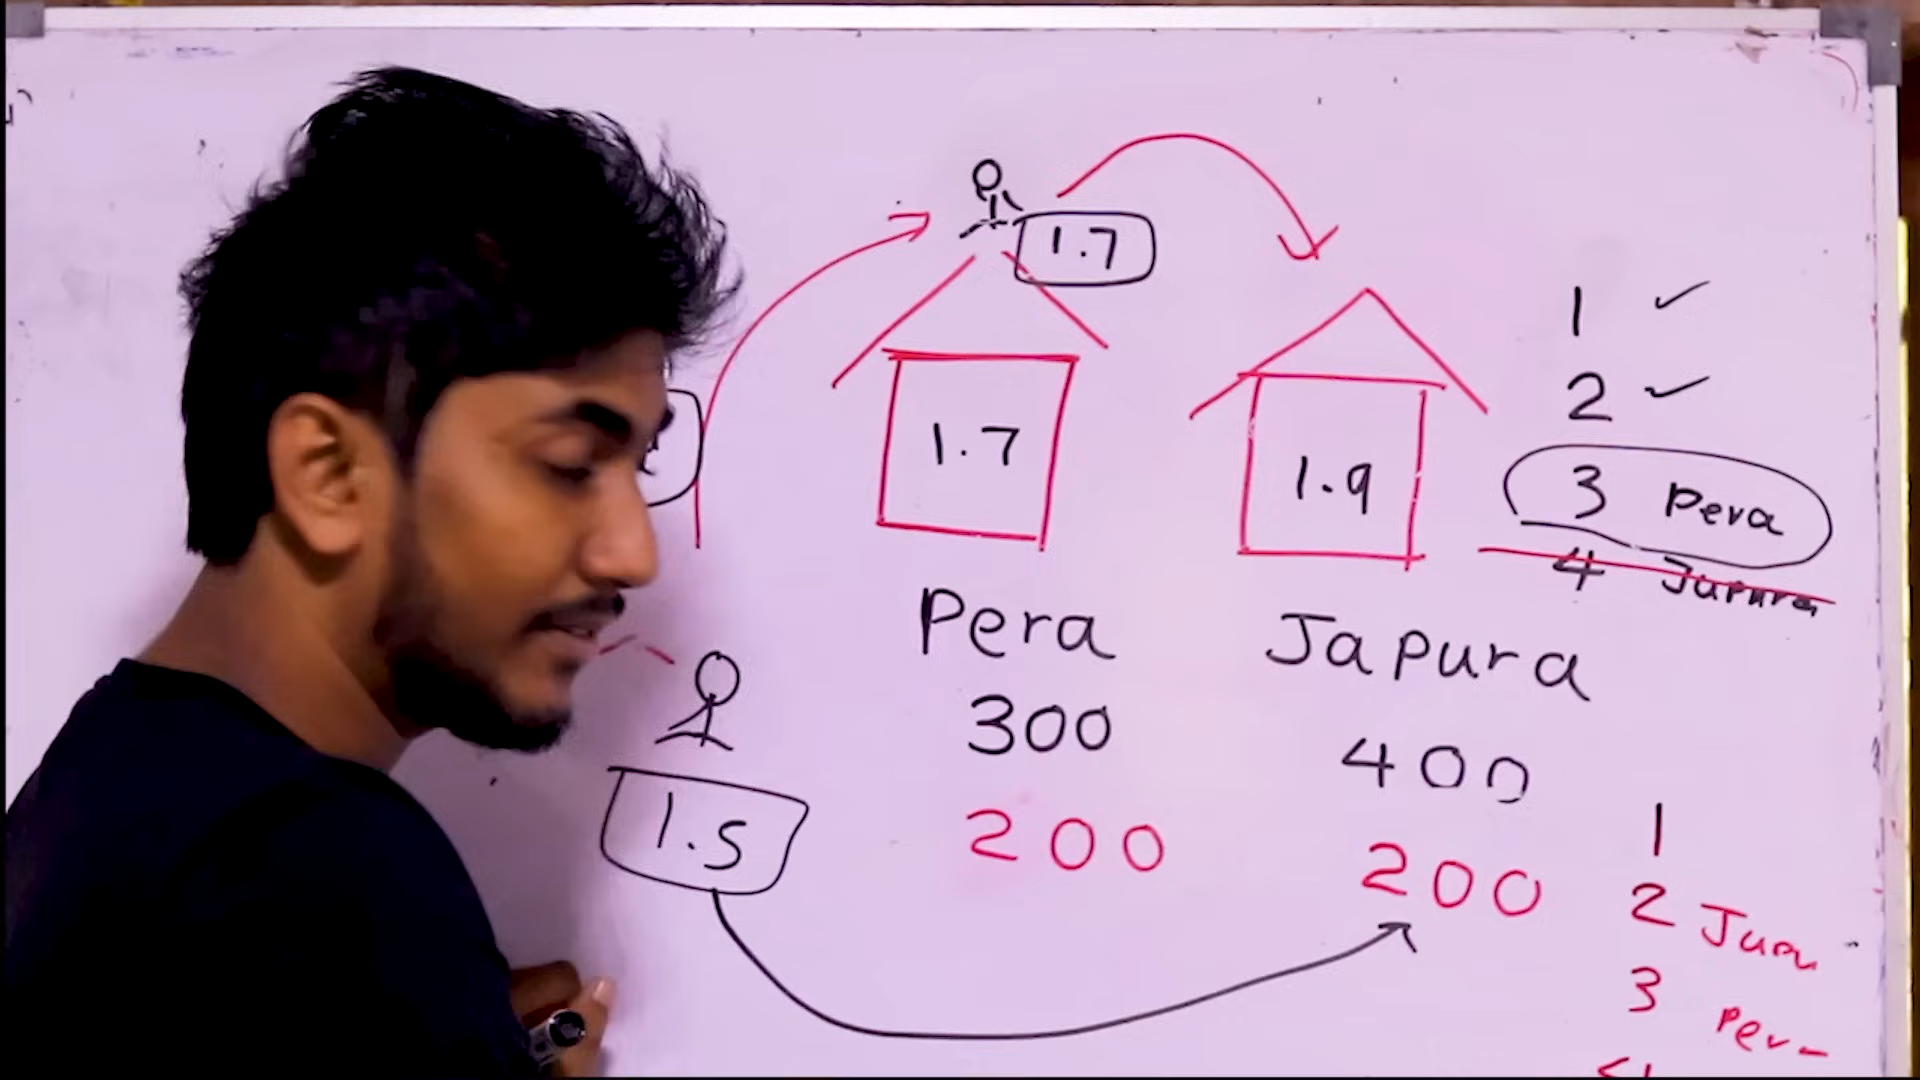 1.7
1 ✓
2 ✓
1.7
1.9
3 Pera
4 Japura
Pera
Japura
300
400
1.5
200
200
1
2 Japu
3 Per